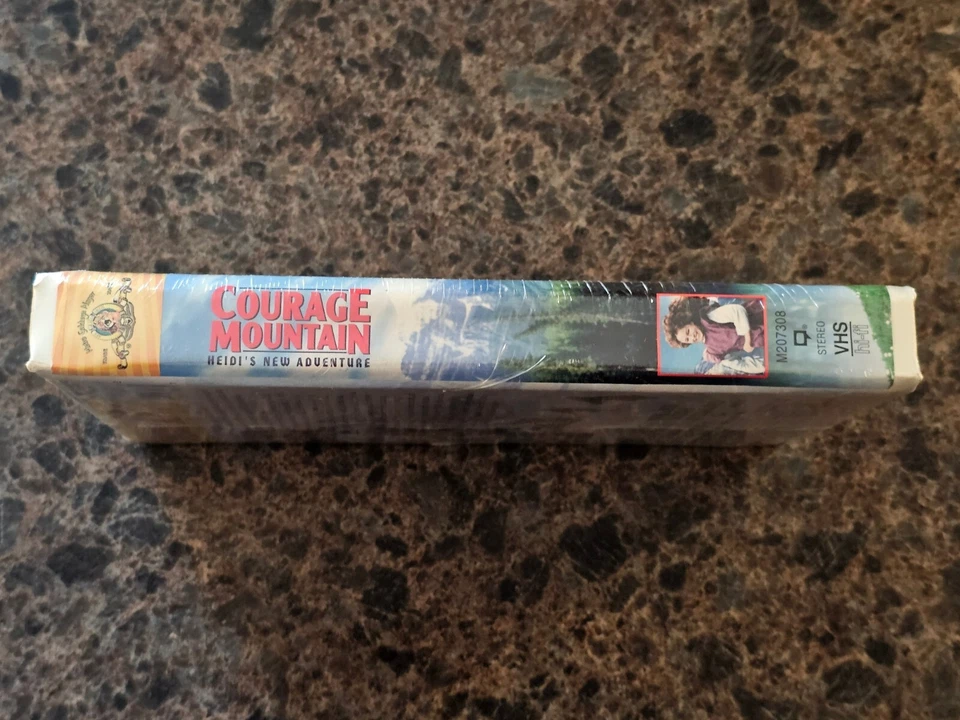 COURAGE
MOUNTAIN
HEIDI'S NEW ADVENTURE
M207308
STEREO
VHS